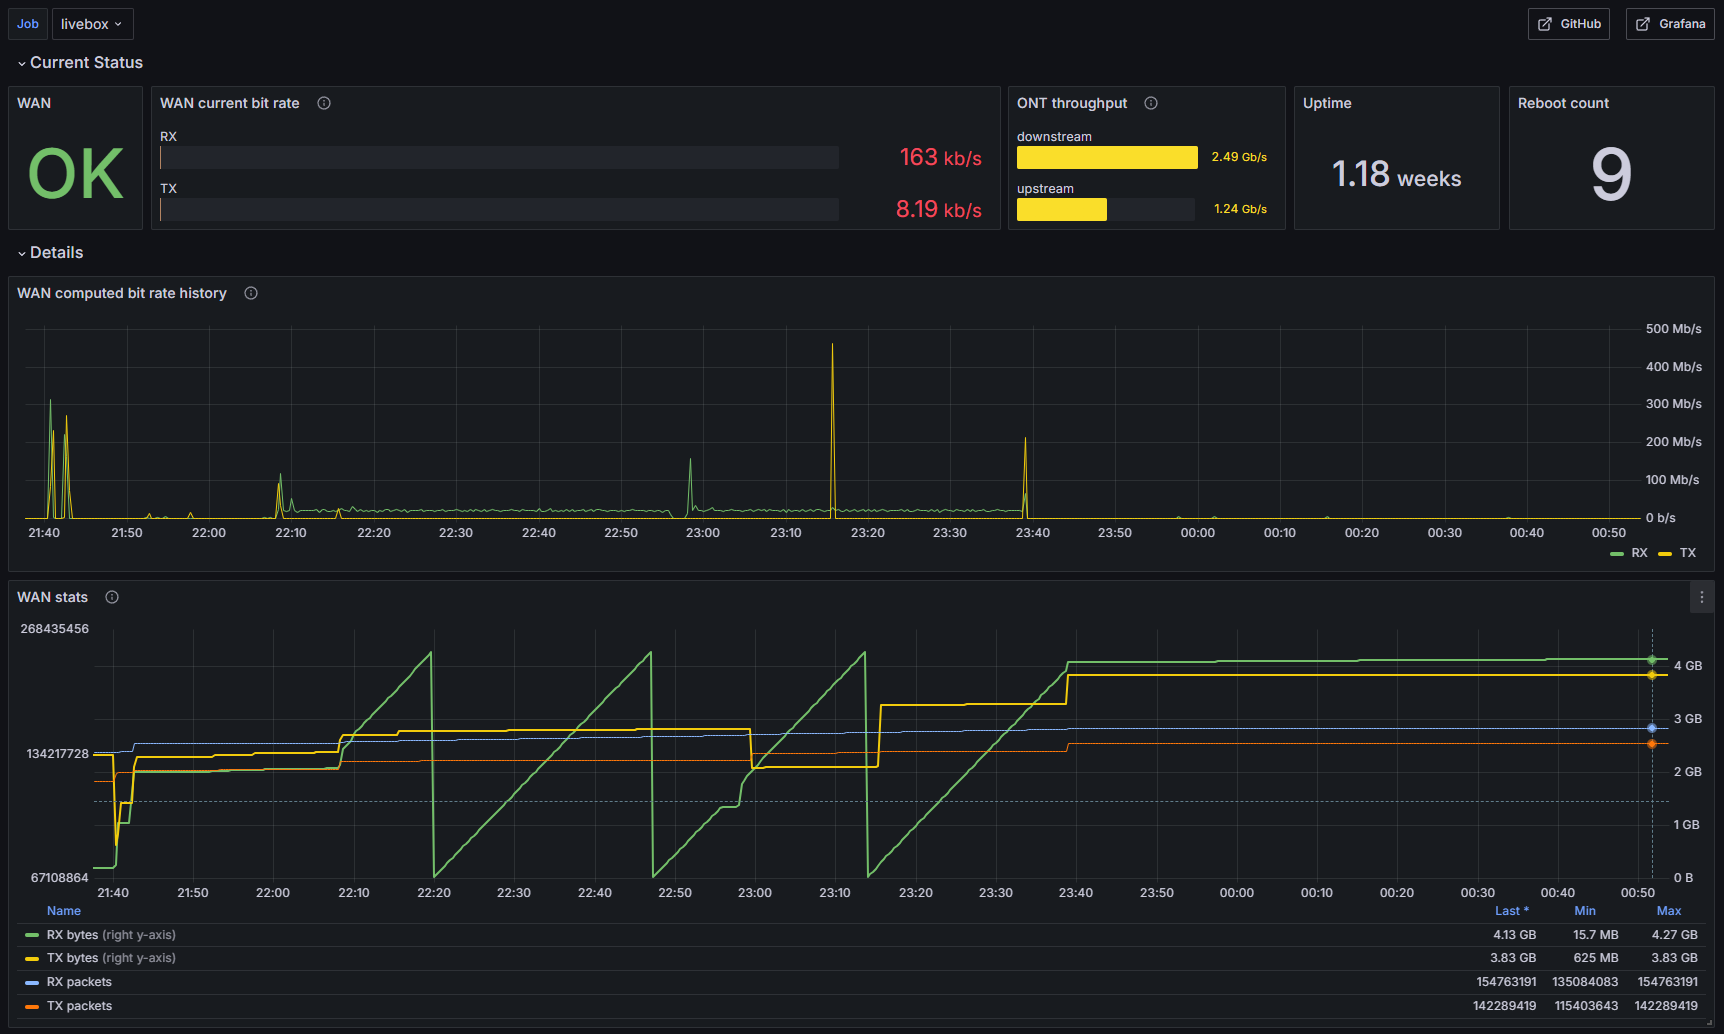 Job livebox GitHub Grafana
Current Status
WAN
OK
WAN current bit rate
RX
163 kb/s
TX
8.19 kb/s
ONT throughput
downstream
2.49 Gb/s
upstream
1.24 Gb/s
Uptime
1.18 weeks
Reboot count
9
Details
WAN computed bit rate history
500 Mb/s
400 Mb/s
300 Mb/s
200 Mb/s
100 Mb/s
0 b/s
21:40 21:50 22:00 22:10 22:20 22:30 22:40 22:50 23:00 23:10 23:20 23:30 23:40 23:50 00:00 00:10 00:20 00:30 00:40 00:50
RX TX
WAN stats
268435456
134217728
67108864
4 GB
3 GB
2 GB
1 GB
0 B
21:40 21:50 22:00 22:10 22:20 22:30 22:40 22:50 23:00 23:10 23:20 23:30 23:40 23:50 00:00 00:10 00:20 00:30 00:40 00:50
Name Last * Min Max
RX bytes (right y-axis) 4.13 GB 15.7 MB 4.27 GB
TX bytes (right y-axis) 3.83 GB 625 MB 3.83 GB
RX packets 154763191 135084083 154763191
TX packets 142289419 115403643 142289419